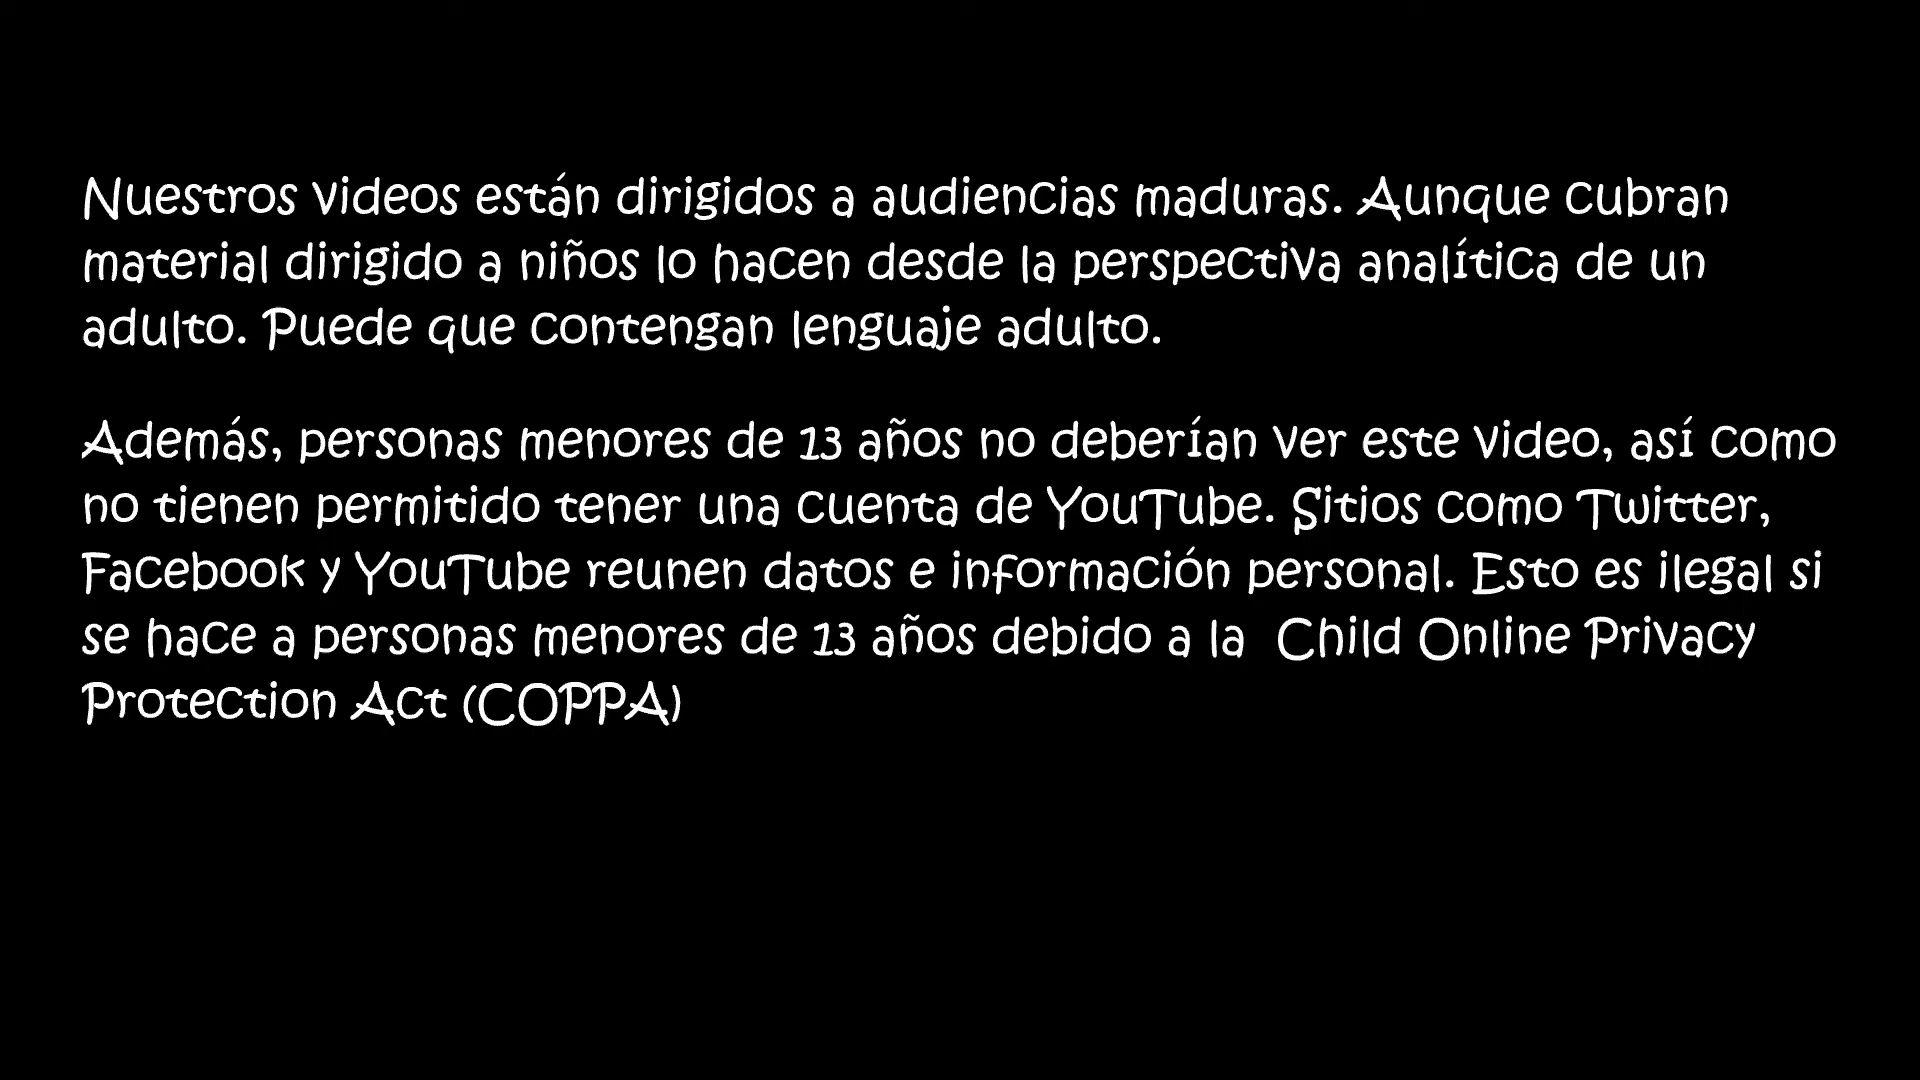 Nuestros videos están dirigidos a audiencias maduras. Aunque cubran
material dirigido a niños lo hacen desde la perspectiva analítica de un
adulto. Puede que contengan lenguaje adulto.
Además, personas menores de 13 años no deberían ver este video, así como
no tienen permitido tener una cuenta de YouTube. Sitios como Twitter,
Facebook y YouTube reunen datos e información personal. Esto es ilegal si
se hace a personas menores de 13 años debido a la  Child Online Privacy
Protection Act (COPPA)